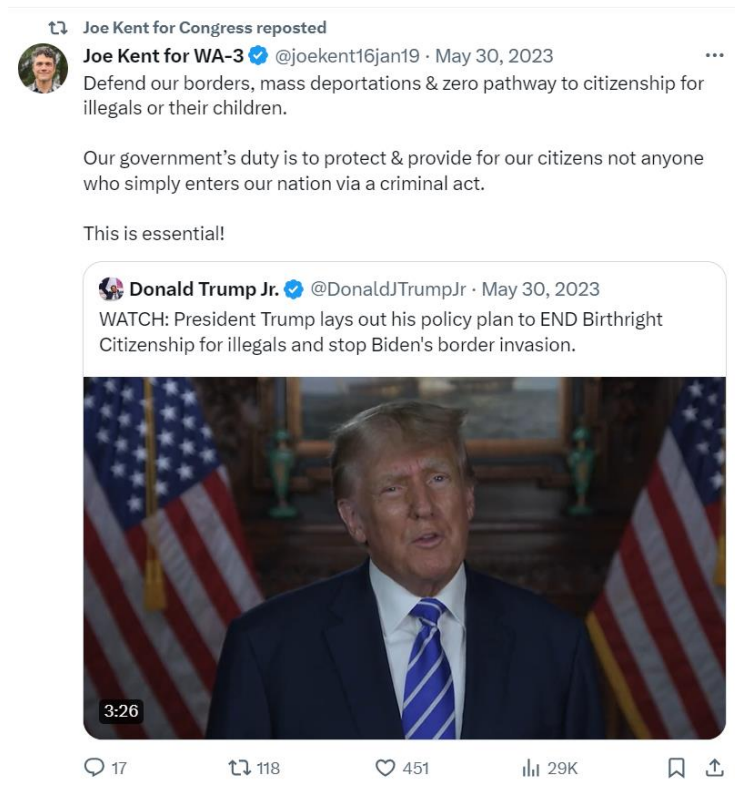 Joe Kent for Congress reposted
Joe Kent for WA-3 @joekent16jan19 · May 30, 2023
Defend our borders, mass deportations & zero pathway to citizenship for
illegals or their children.
Our government’s duty is to protect & provide for our citizens not anyone
who simply enters our nation via a criminal act.
This is essential!
Donald Trump Jr. @DonaldJTrumpJr · May 30, 2023
WATCH: President Trump lays out his policy plan to END Birthright
Citizenship for illegals and stop Biden's border invasion.
3:26
17 118 451 29K